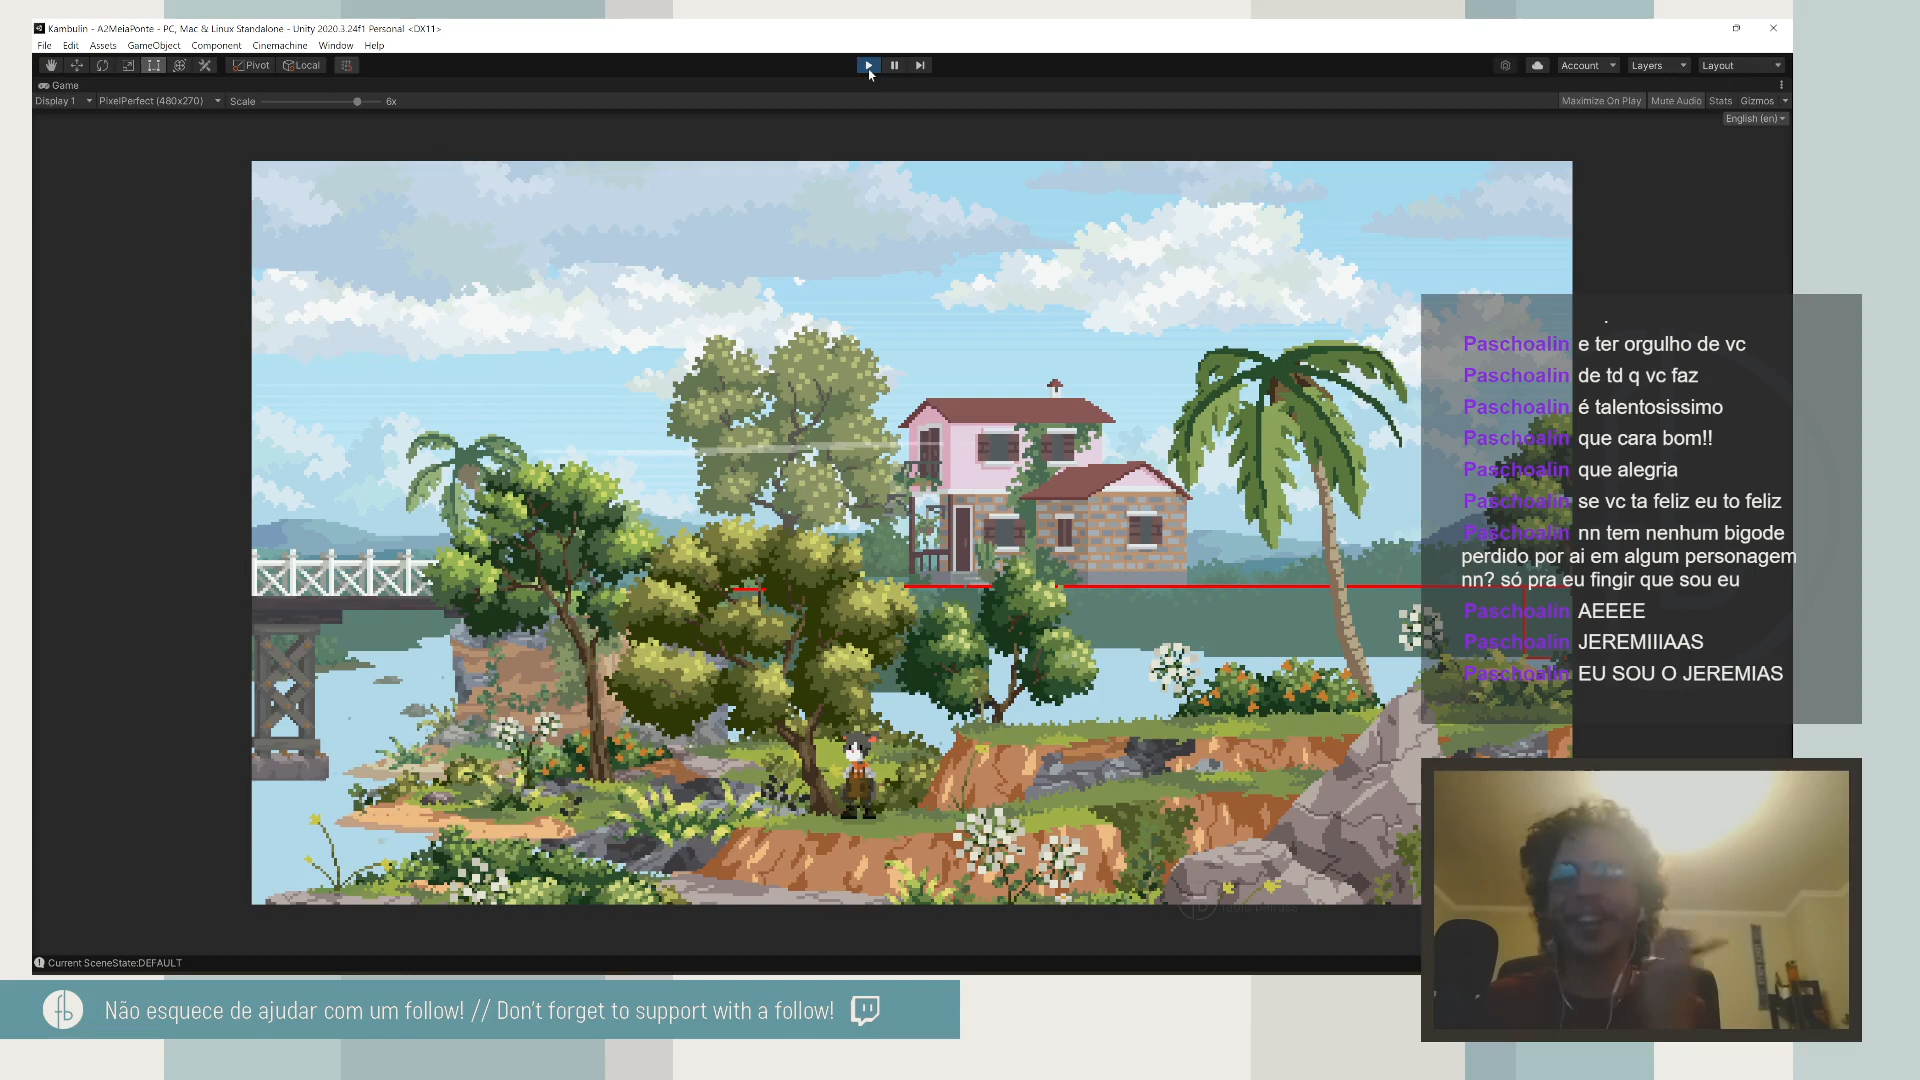 Kambulin - A2MeiaPonte - PC, Mac & Linux Standalone - Unity 2020.3.24f1 Personal <DX11>
File Edit Assets GameObject Component Cinemachine Window Help
Pivot Local Account Layers Layout
Game
Display 1 PixelPerfect (480x270) Scale 6x Maximize On Play Mute Audio Stats Gizmos
English (en)
Paschoalin e ter orgulho de vc
Paschoalin de td q vc faz
Paschoalin é talentosissimo
Paschoalin que cara bom!!
Paschoalin que alegria
Paschoalin se vc ta feliz eu to feliz
Paschoalin nn tem nenhum bigode
perdido por ai em algum personagem
nn? só pra eu fingir que sou eu
Paschoalin AEEEE
Paschoalin JEREMIIIAAS
Paschoalin EU SOU O JEREMIAS
Current SceneState:DEFAULT
fb Não esquece de ajudar com um follow! // Don't forget to support with a follow!